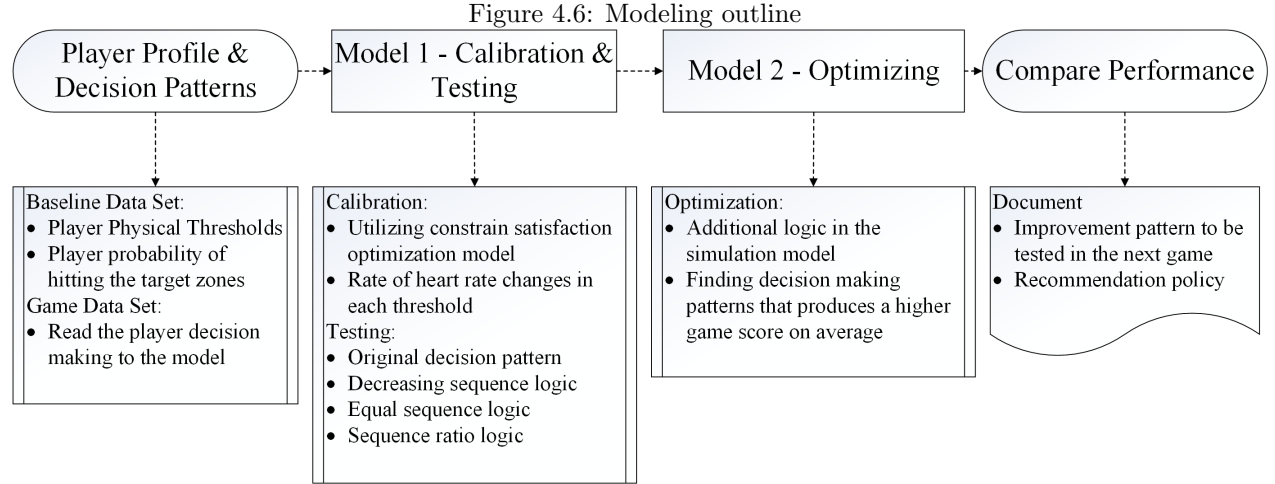 Figure 4.6: Modeling outline
Player Profile &
Decision Patterns
Model 1 - Calibration &
Testing
Model 2 - Optimizing
Compare Performance
Baseline Data Set:
• Player Physical Thresholds
• Player probability of
hitting the target zones
Game Data Set:
• Read the player decision
making to the model
Calibration:
• Utilizing constrain satisfaction
optimization model
• Rate of heart rate changes in
each threshold
Testing:
• Original decision pattern
• Decreasing sequence logic
• Equal sequence logic
• Sequence ratio logic
Optimization:
• Additional logic in the
simulation model
• Finding decision making
patterns that produces a higher
game score on average
Document
• Improvement pattern to be
tested in the next game
• Recommendation policy